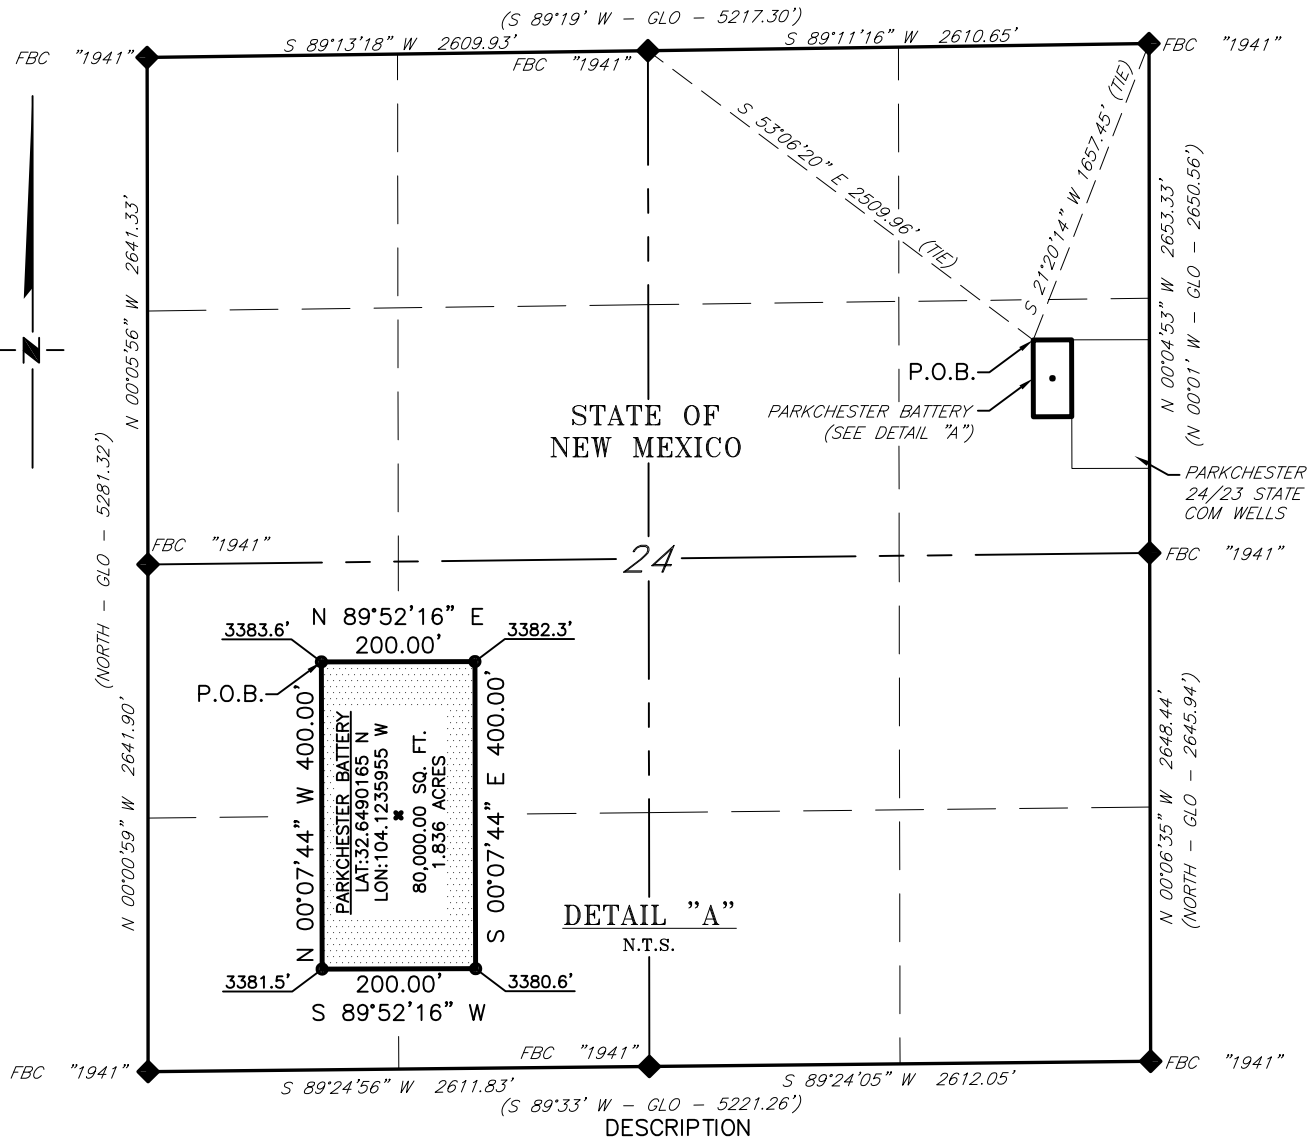 (S 89°19' W - GLO - 5217.30')
S 89°13'18" W 2609.93'
S 89°11'16" W 2610.65'
FBC "1941"
FBC "1941"
FBC "1941"
S 53°06'20" E 2509.96' (TIE)
S 21°20'14" W 1657.45' (TIE)
N 00°05'56" W 2641.33'
N 00°04'53" W 2653.33'
(N 00°01' W - GLO - 2650.56')
N
P.O.B.
PARKCHESTER BATTERY
(SEE DETAIL "A")
STATE OF
NEW MEXICO
PARKCHESTER
24/23 STATE
COM WELLS
(NORTH - GLO - 5281.32')
FBC "1941"
24
FBC "1941"
N 89°52'16" E
200.00'
3383.6'
3382.3'
P.O.B.
N 00°07'44" W 400.00'
PARKCHESTER BATTERY
LAT:32.6490165 N
LON:104.1235955 W
80,000.00 SQ. FT.
1.836 ACRES
S 00°07'44" E 400.00'
N 00°00'59" W 2641.90'
N 00°06'35" W 2648.44'
(NORTH - GLO - 2645.94')
DETAIL "A"
N.T.S.
3381.5'
3380.6'
200.00'
S 89°52'16" W
FBC "1941"
FBC "1941"
FBC "1941"
S 89°24'56" W 2611.83'
S 89°24'05" W 2612.05'
(S 89°33' W - GLO - 5221.26')
DESCRIPTION